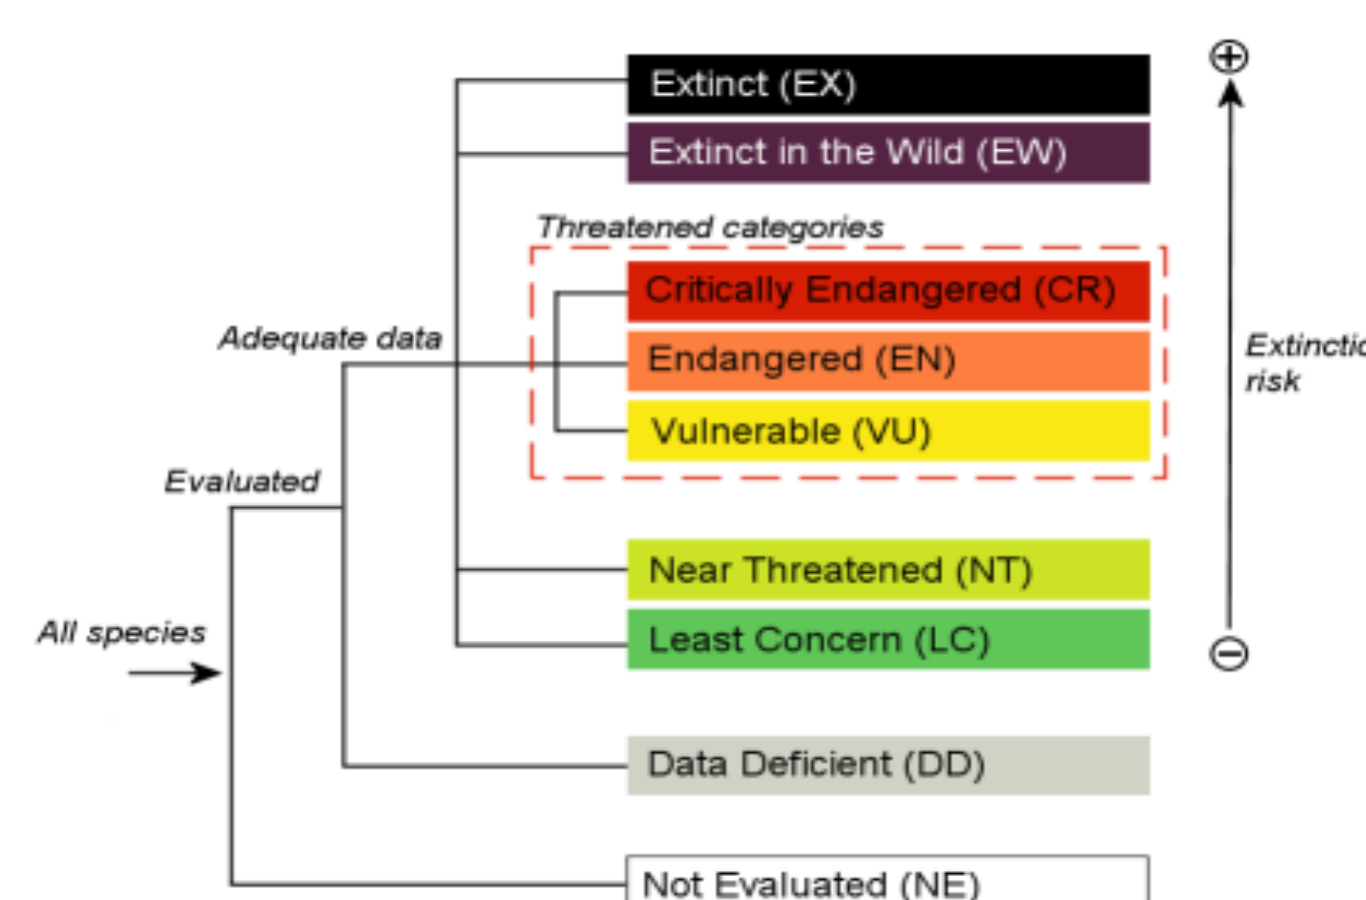 Extinct (EX)
Extinct in the Wild (EW)
Threatened categories
Critically Endangered (CR)
Adequate data
Endangered (EN)
Extinctio
risk
Vulnerable (VU)
Evaluated
Near Threatened (NT)
All species
Least Concern (LC)
Data Deficient (DD)
Not Evaluated (NE)